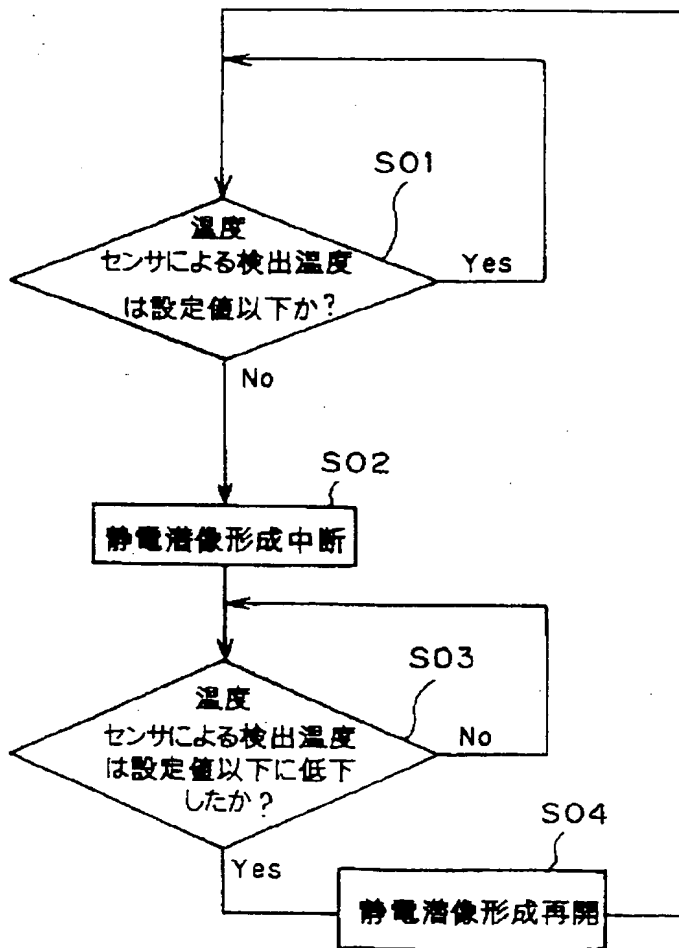 S01
温度
センサによる検出温度
は設定値以下か?
Yes
No
S02
静電潜像形成中断
S03
温度
センサによる検出温度
は設定値以下に低下
したか?
No
Yes
S04
静電潜像形成再開